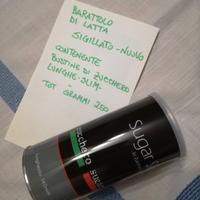 BARATTOLO
DI LATTA
SIGILLATO-NUOVO
CONTENENTE
BUSTINE DI ZUCCHERO
LUNGHE-SLIM-
TOT GRAMMI 250
Sugar
zucchero